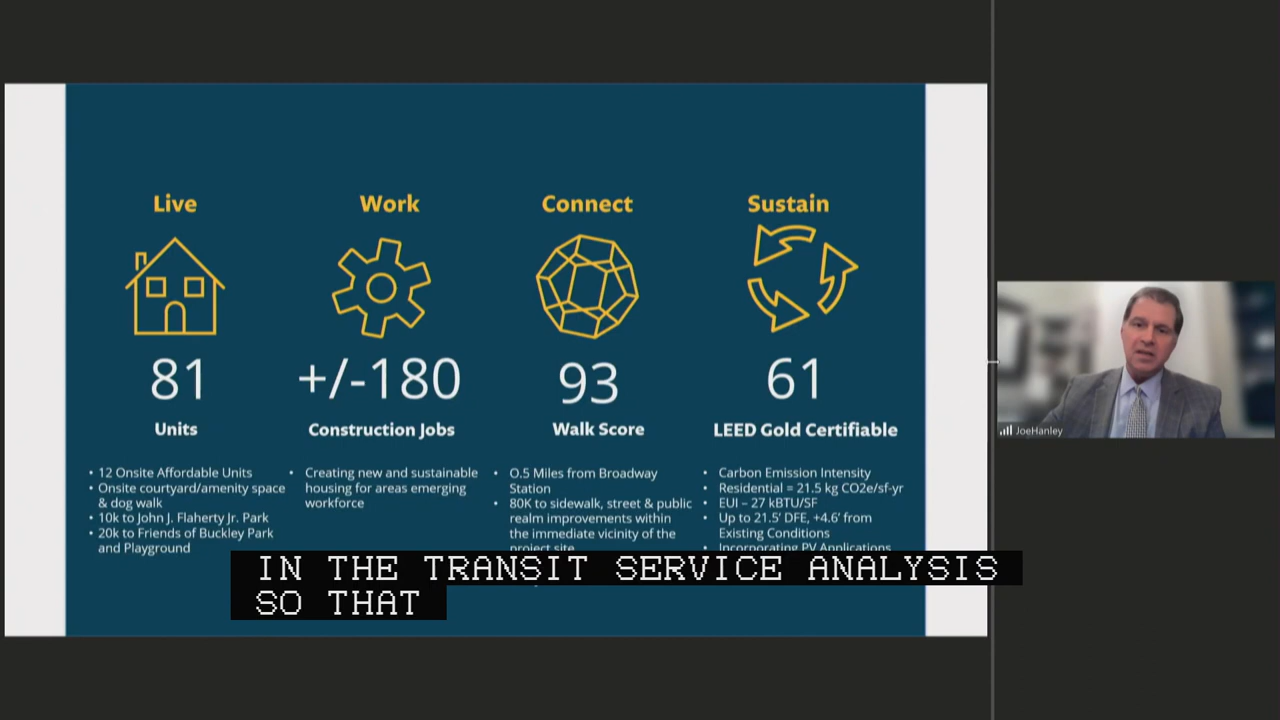 Live
Work
Connect
Sustain
81
+/-180
93
61
Units
Construction Jobs
Walk Score
LEED Gold Certifiable
• 12 Onsite Affordable Units
• Onsite courtyard/amenity space
& dog walk
• 10k to John J. Flaherty Jr. Park
• 20k to Friends of Buckley Park
and Playground
• Creating new and sustainable
housing for areas emerging
workforce
• 0.5 Miles from Broadway
Station
• 80K to sidewalk, street & public
realm improvements within
the immediate vicinity of the
project site
• Carbon Emission Intensity
• Residential = 21.5 kg CO2e/sf-yr
• EUI – 27 kBTU/SF
• Up to 21.5' DFE, +4.6' from
Existing Conditions
• Incorporating PV Applications
IN THE TRANSIT SERVICE ANALYSIS
SO THAT
JoeHanley